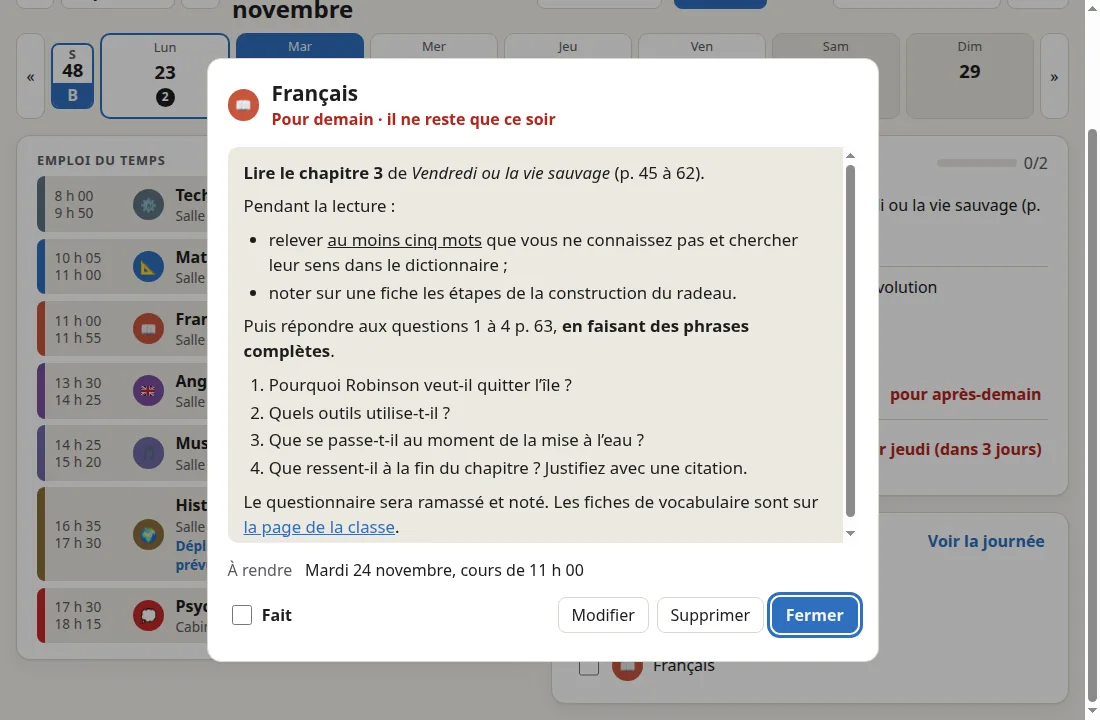 novembre
«
S
48
B
Lun
23
2
Mar
Mer
Jeu
Ven
Sam
Dim
29
»
Français
Pour demain · il ne reste que ce soir
Lire le chapitre 3 de Vendredi ou la vie sauvage (p. 45 à 62).
Pendant la lecture :
relever au moins cinq mots que vous ne connaissez pas et chercher
leur sens dans le dictionnaire ;
noter sur une fiche les étapes de la construction du radeau.
Puis répondre aux questions 1 à 4 p. 63, en faisant des phrases
complètes.
1. Pourquoi Robinson veut-il quitter l’île ?
2. Quels outils utilise-t-il ?
3. Que se passe-t-il au moment de la mise à l’eau ?
4. Que ressent-il à la fin du chapitre ? Justifiez avec une citation.
Le questionnaire sera ramassé et noté. Les fiches de vocabulaire sont sur
la page de la classe.
À rendre Mardi 24 novembre, cours de 11 h 00
Fait
Modifier
Supprimer
Fermer
EMPLOI DU TEMPS
8 h 00
9 h 50
Tech
Salle
10 h 05
11 h 00
Mat
Salle
11 h 00
11 h 55
Fran
Salle
13 h 30
14 h 25
Ang
Salle
14 h 25
15 h 20
Mus
Salle
16 h 35
17 h 30
Hist
Salle
Dépl
prév
17 h 30
18 h 15
Psyc
Cabin
0/2
i ou la vie sauvage (p.
volution
pour après-demain
r jeudi (dans 3 jours)
Voir la journée
Français